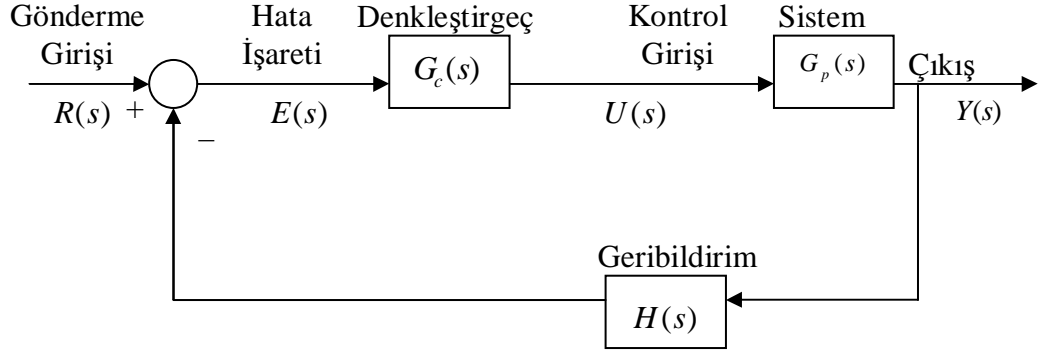 Gönderme
Girişi
Hata
İşareti
Denkleştirgeç
Kontrol
Girişi
Sistem
G_c(s)
G_p(s)
Çıkış
R(s) +
E(s)
U(s)
Y(s)
–
Geribildirim
H(s)